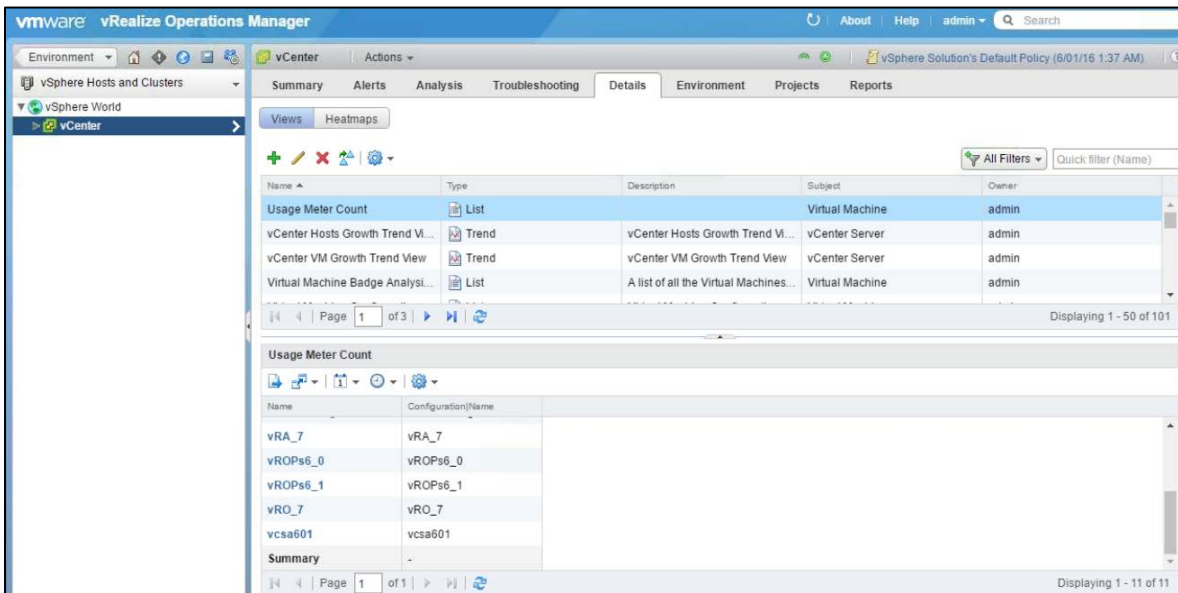 vmware vRealize Operations Manager About Help admin Search
Environment vCenter Actions vSphere Solution's Default Policy (6/01/16 1:37 AM)
vSphere Hosts and Clusters Summary Alerts Analysis Troubleshooting Details Environment Projects Reports
vSphere World
vCenter
Views Heatmaps
All Filters Quick filter (Name)
Name Type Description Subject Owner
Usage Meter Count List Virtual Machine admin
vCenter Hosts Growth Trend Vi... Trend vCenter Hosts Growth Trend Vi... vCenter Server admin
vCenter VM Growth Trend View Trend vCenter VM Growth Trend View vCenter Server admin
Virtual Machine Badge Analysi... List A list of all the Virtual Machines... Virtual Machine admin
Page 1 of 3 Displaying 1 - 50 of 101
Usage Meter Count
Name Configuration|Name
vRA_7 vRA_7
vROPs6_0 vROPs6_0
vROPs6_1 vROPs6_1
vRO_7 vRO_7
vcsa601 vcsa601
Summary -
Page 1 of 1 Displaying 1 - 11 of 11